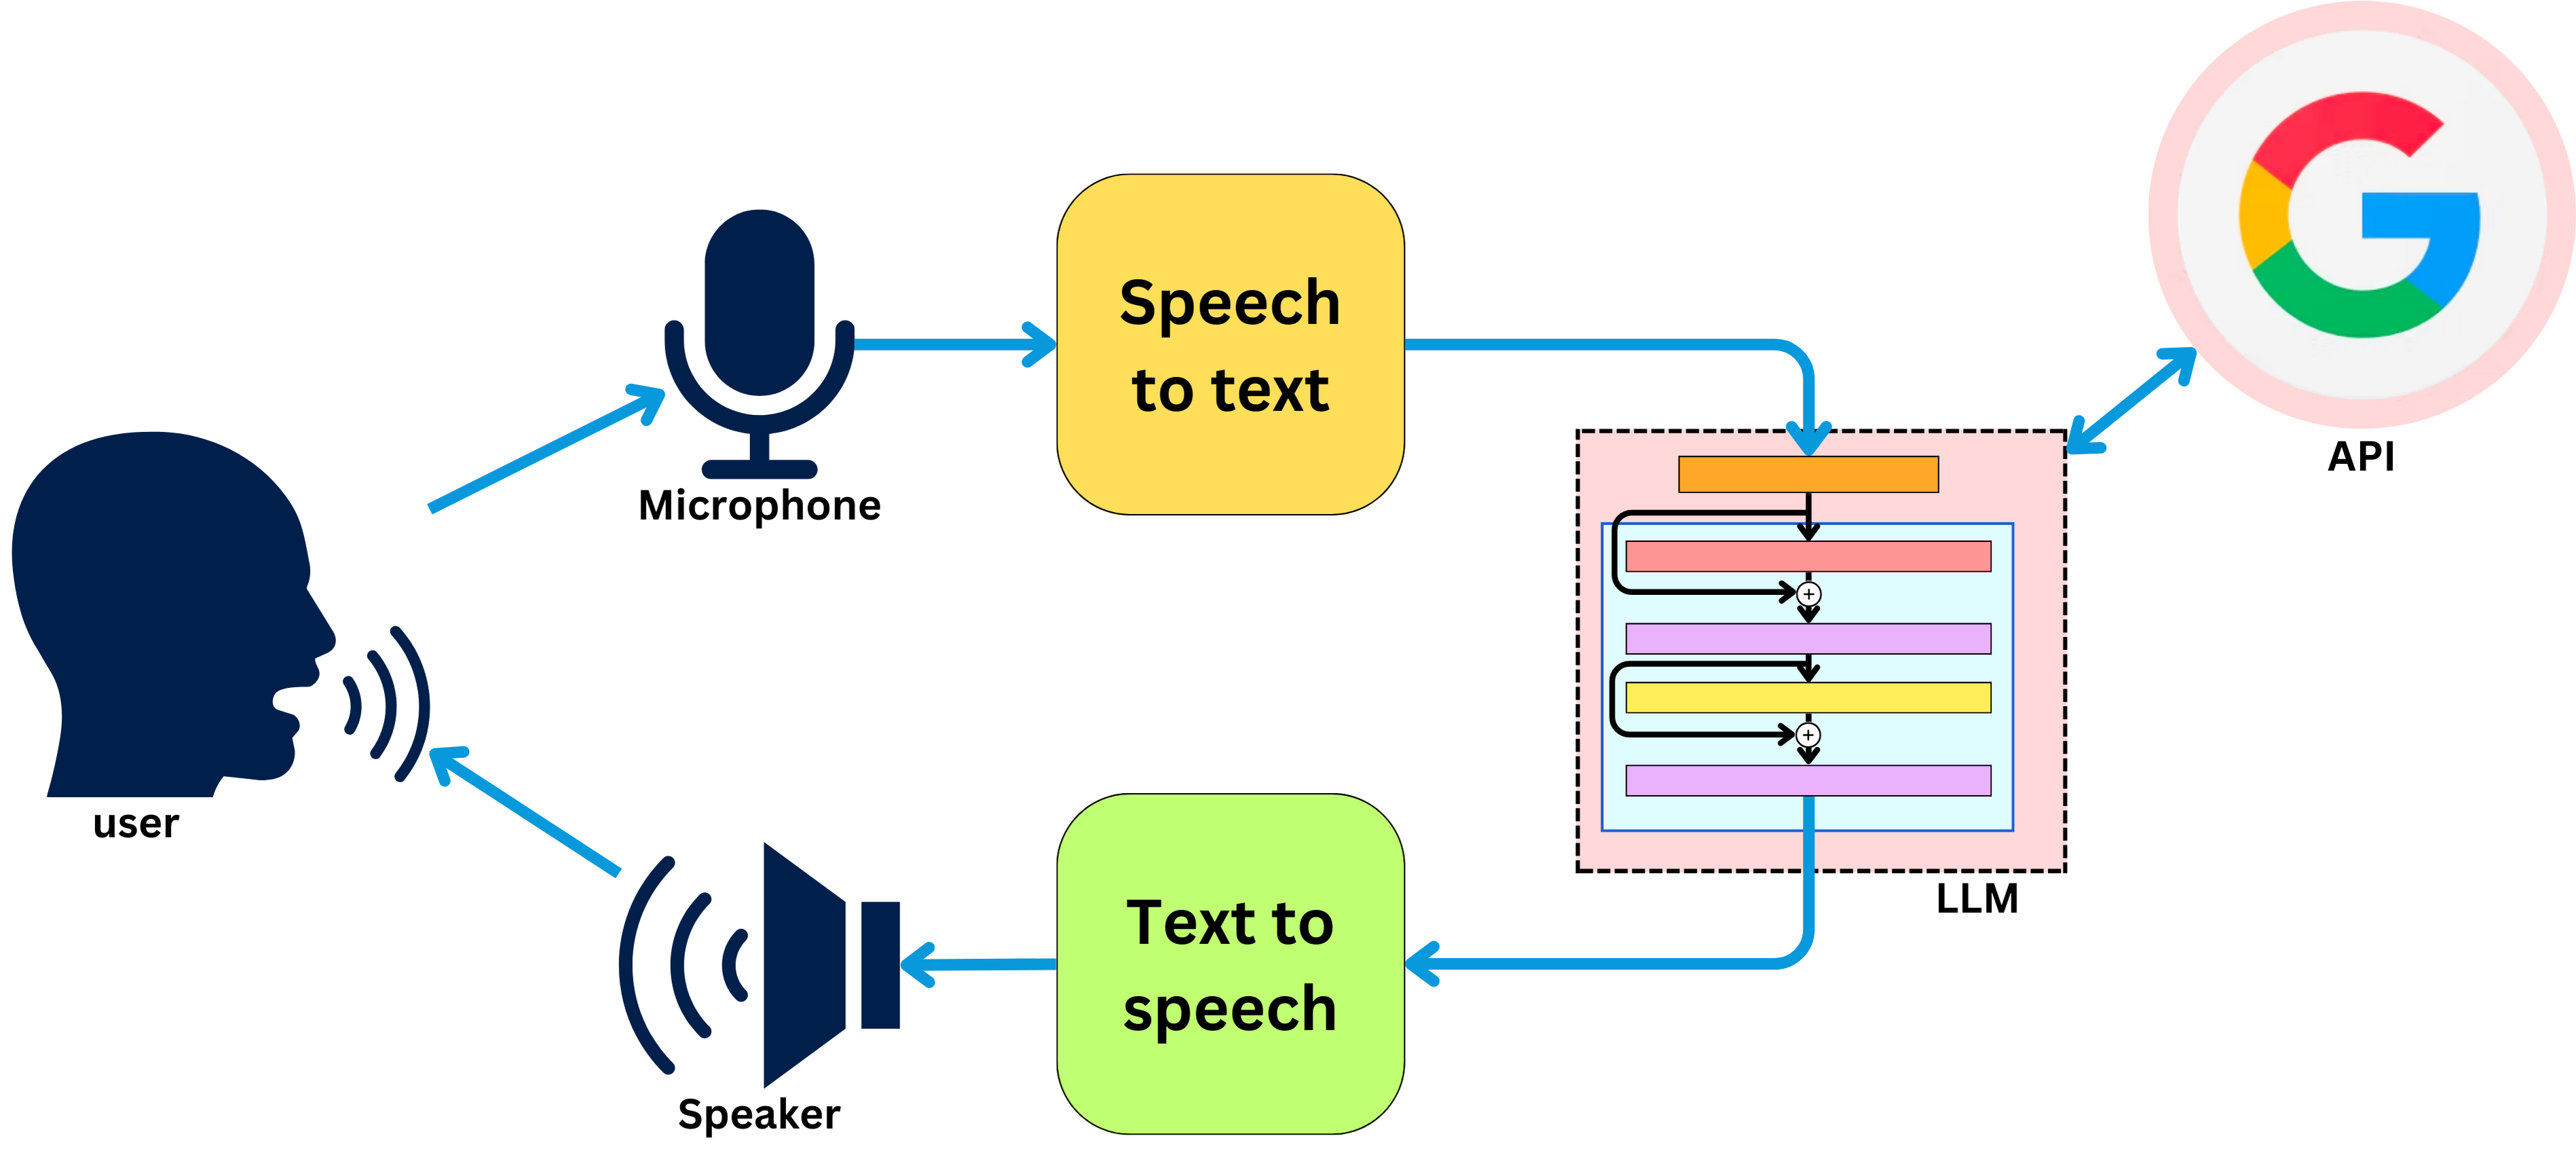 Speech
to text
API
Microphone
user
LLM
Text to
speech
Speaker